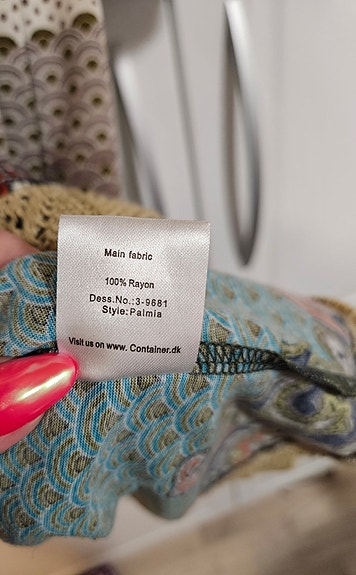 Main fabric
100% Rayon
Dess.No.:3-9681
Style:Palmia
Visit us on www. Container.dk